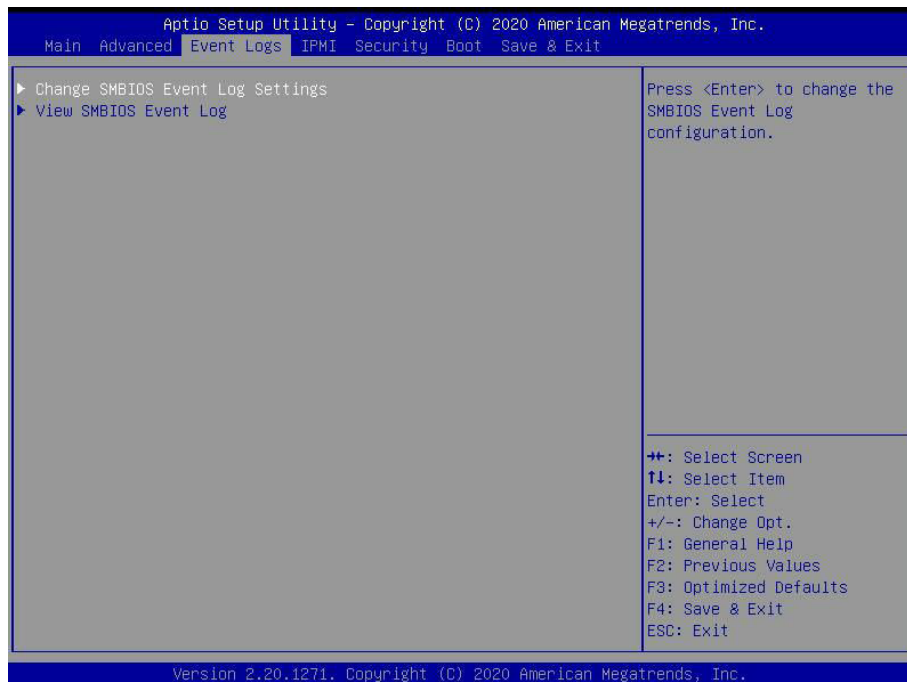 Aptio Setup Utility – Copyright (C) 2020 American Megatrends, Inc.
Main Advanced Event Logs IPMI Security Boot Save & Exit
▶ Change SMBIOS Event Log Settings
▶ View SMBIOS Event Log
Press <Enter> to change the
SMBIOS Event Log
configuration.
→←: Select Screen
↑↓: Select Item
Enter: Select
+/-: Change Opt.
F1: General Help
F2: Previous Values
F3: Optimized Defaults
F4: Save & Exit
ESC: Exit
Version 2.20.1271. Copyright (C) 2020 American Megatrends, Inc.